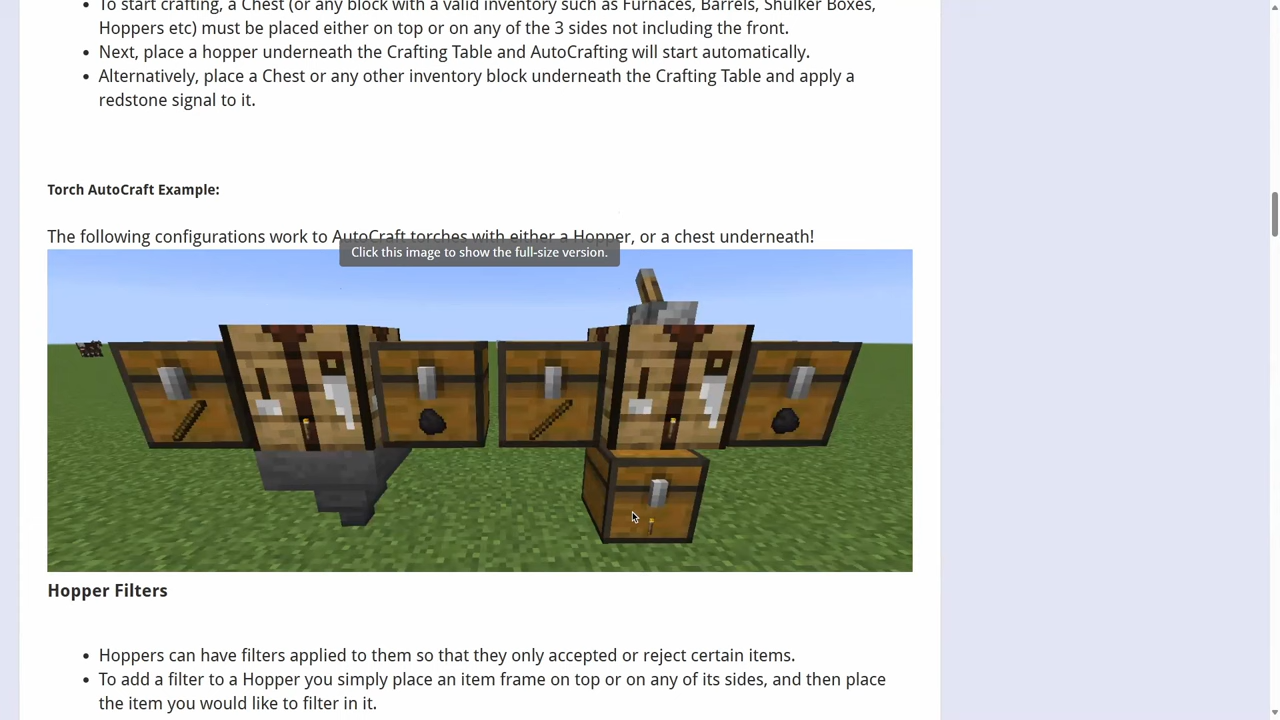 To start crafting, a Chest (or any block with a valid inventory such as Furnaces, Barrels, Shulker Boxes,
Hoppers etc) must be placed either on top or on any of the 3 sides not including the front.
Next, place a hopper underneath the Crafting Table and AutoCrafting will start automatically.
Alternatively, place a Chest or any other inventory block underneath the Crafting Table and apply a
redstone signal to it.
Torch AutoCraft Example:
The following configurations work to AutoCraft torches with either a Hopper, or a chest underneath!
Click this image to show the full-size version.
Hopper Filters
Hoppers can have filters applied to them so that they only accepted or reject certain items.
To add a filter to a Hopper you simply place an item frame on top or on any of its sides, and then place
the item you would like to filter in it.